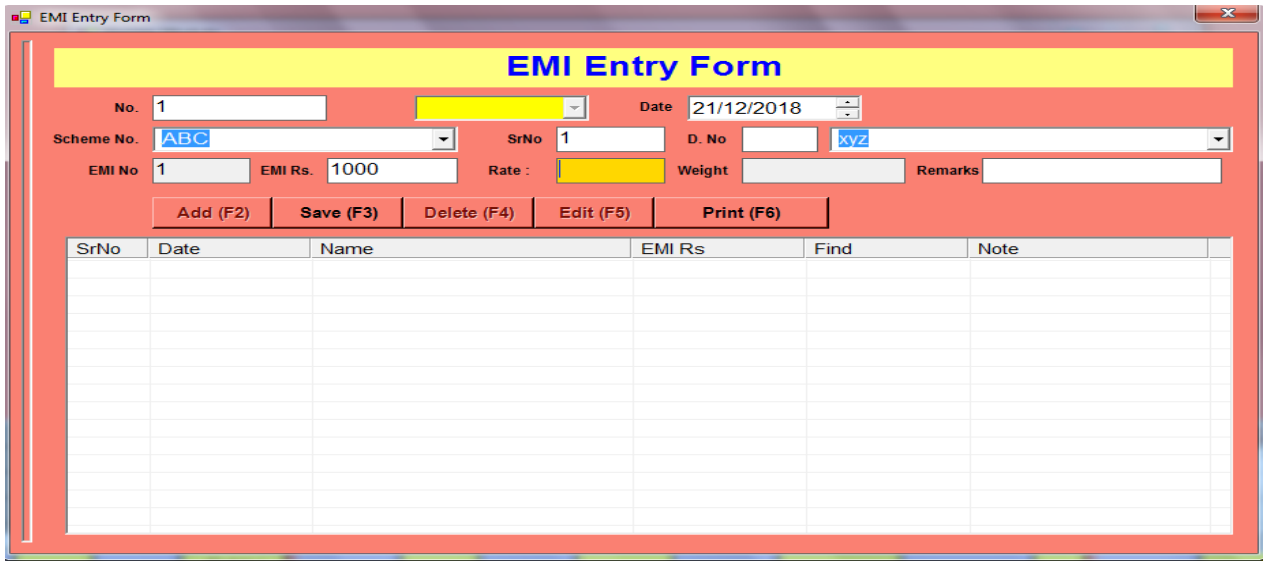 EMI Entry Form
EMI Entry Form
No. 1 Date 21/12/2018
Scheme No. ABC SrNo 1 D. No xyz
EMI No 1 EMI Rs. 1000 Rate : Weight Remarks
Add (F2) Save (F3) Delete (F4) Edit (F5) Print (F6)
SrNo Date Name EMI Rs Find Note